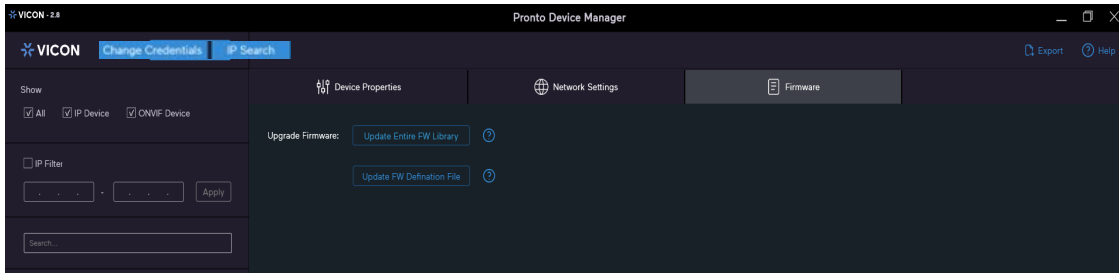 VICON - 2.8
Pronto Device Manager
VICON Change Credentials IP Search
Export Help
Show
All IP Device ONVIF Device
Device Properties Network Settings Firmware
Upgrade Firmware: Update Entire FW Library
Update FW Defination File
IP Filter
. . . - . . . Apply
Search...